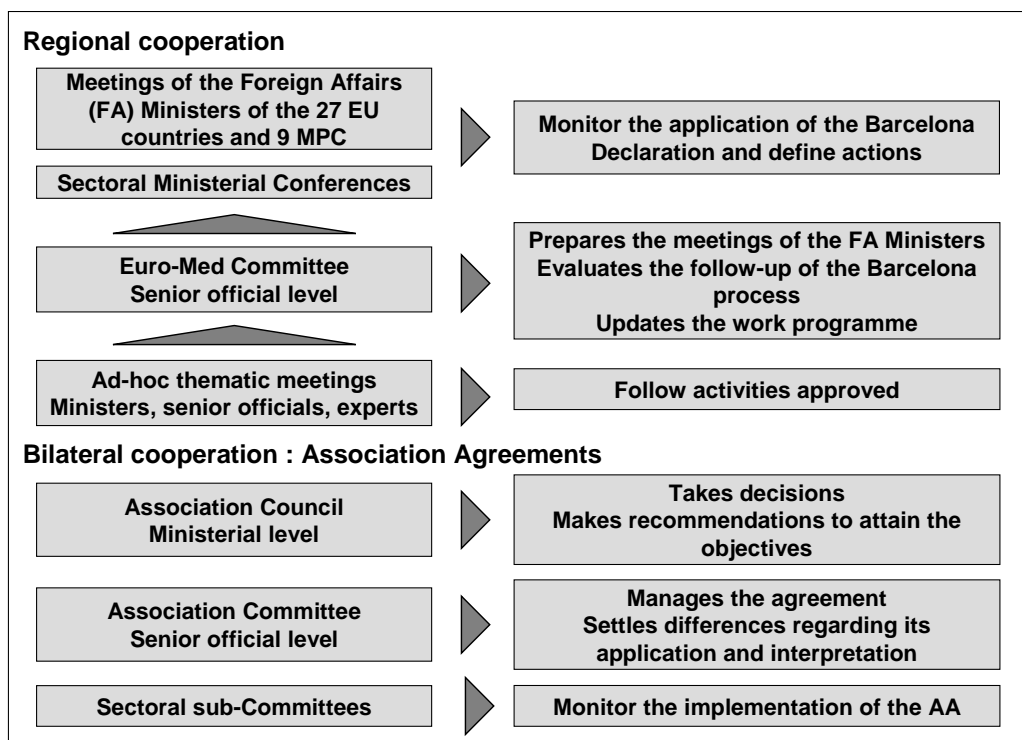 Regional cooperation
Meetings of the Foreign Affairs
(FA) Ministers of the 27 EU
countries and 9 MPC
Monitor the application of the Barcelona
Declaration and define actions
Sectoral Ministerial Conferences
Euro-Med Committee
Senior official level
Prepares the meetings of the FA Ministers
Evaluates the follow-up of the Barcelona
process
Updates the work programme
Ad-hoc thematic meetings
Ministers, senior officials, experts
Follow activities approved
Bilateral cooperation : Association Agreements
Association Council
Ministerial level
Takes decisions
Makes recommendations to attain the
objectives
Association Committee
Senior official level
Manages the agreement
Settles differences regarding its
application and interpretation
Sectoral sub-Committees
Monitor the implementation of the AA